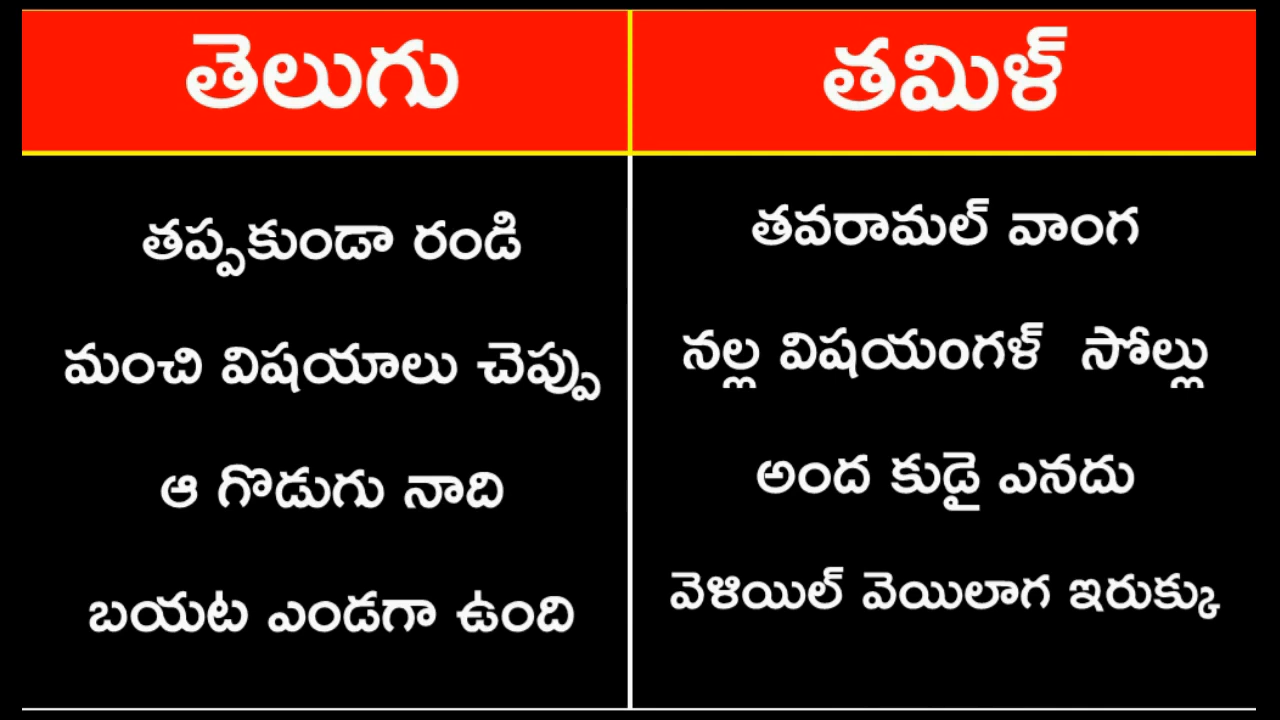 తెలుగు
తమిళ్
తప్పకుండా రండి
తవరామల్ వాంగ
మంచి విషయాలు చెప్పు
నల్ల విషయంగళ్ సోల్లు
ఆ గొడుగు నాది
అంద కుడై ఎనదు
బయట ఎండగా ఉంది
వెళియిల్ వెయిలాగ ఇరుక్కు